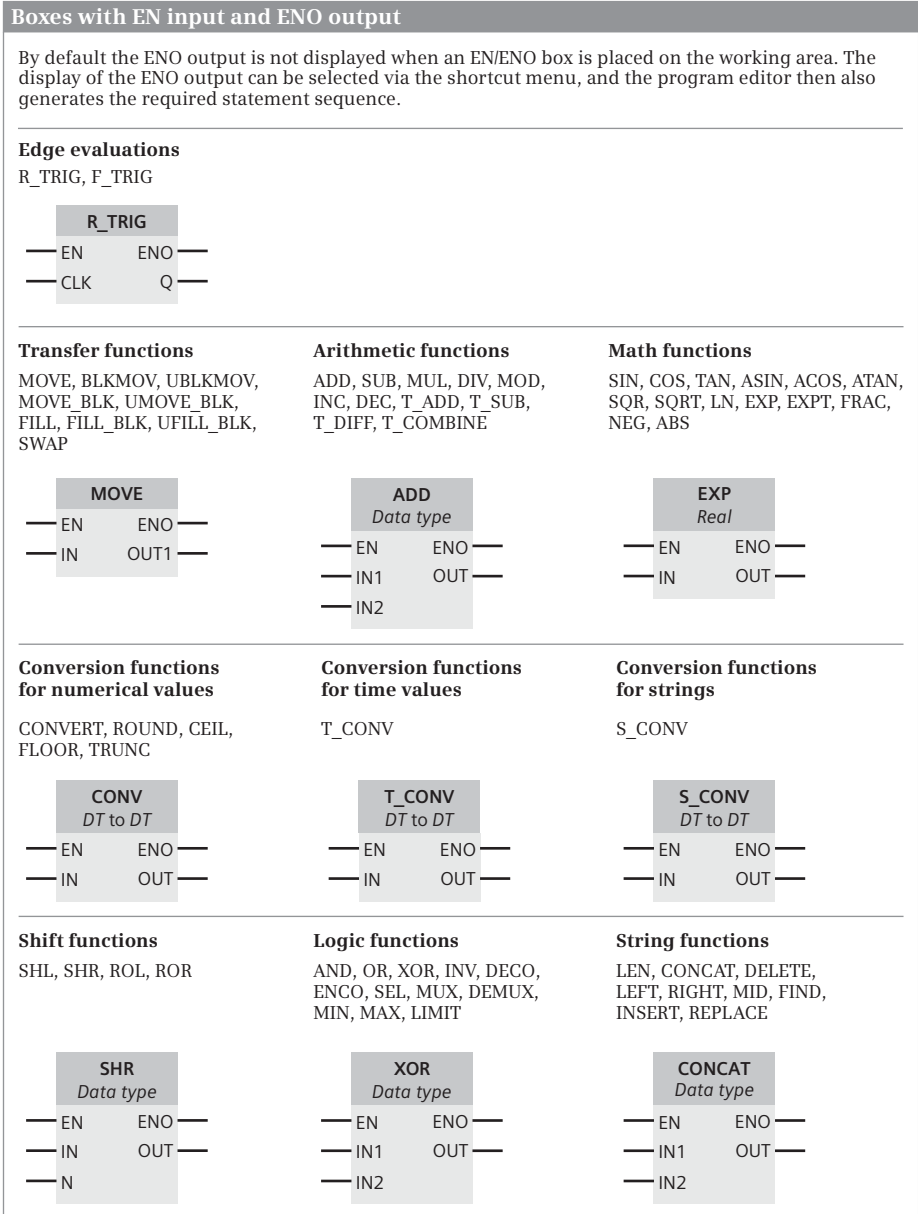 Boxes with EN input and ENO output
By default the ENO output is not displayed when an EN/ENO box is placed on the working area. The
display of the ENO output can be selected via the shortcut menu, and the program editor then also
generates the required statement sequence.
Edge evaluations
R_TRIG, F_TRIG
R_TRIG
EN ENO
CLK Q
Transfer functions
MOVE, BLKMOV, UBLKMOV,
MOVE_BLK, UMOVE_BLK,
FILL, FILL_BLK, UFILL_BLK,
SWAP
MOVE
EN ENO
IN OUT1
Arithmetic functions
ADD, SUB, MUL, DIV, MOD,
INC, DEC, T_ADD, T_SUB,
T_DIFF, T_COMBINE
ADD
Data type
EN ENO
IN1 OUT
IN2
Math functions
SIN, COS, TAN, ASIN, ACOS, ATAN,
SQR, SQRT, LN, EXP, EXPT, FRAC,
NEG, ABS
EXP
Real
EN ENO
IN OUT
Conversion functions
for numerical values
CONVERT, ROUND, CEIL,
FLOOR, TRUNC
CONV
DT to DT
EN ENO
IN OUT
Conversion functions
for time values
T_CONV
T_CONV
DT to DT
EN ENO
IN OUT
Conversion functions
for strings
S_CONV
S_CONV
DT to DT
EN ENO
IN OUT
Shift functions
SHL, SHR, ROL, ROR
SHR
Data type
EN ENO
IN OUT
N
Logic functions
AND, OR, XOR, INV, DECO,
ENCO, SEL, MUX, DEMUX,
MIN, MAX, LIMIT
XOR
Data type
EN ENO
IN1 OUT
IN2
String functions
LEN, CONCAT, DELETE,
LEFT, RIGHT, MID, FIND,
INSERT, REPLACE
CONCAT
Data type
EN ENO
IN1 OUT
IN2